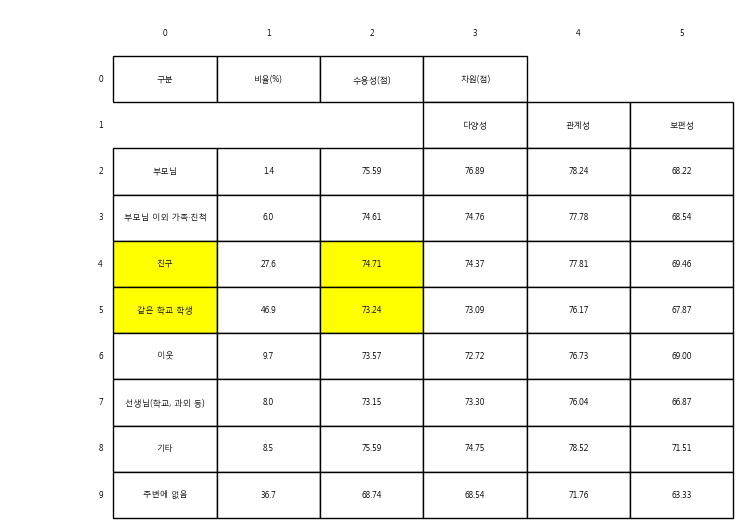 0 1 2 3 4 5
0 구분 비율(%) 수용성(점) 차원(점)
1 다양성 관계성 보편성
2 부모님 1.4 75.59 76.89 78.24 68.22
3 부모님 이외 가족·친척 6.0 74.61 74.76 77.78 68.54
4 친구 27.6 74.71 74.37 77.81 69.46
5 같은 학교 학생 46.9 73.24 73.09 76.17 67.87
6 이웃 9.7 73.57 72.72 76.73 69.00
7 선생님(학교, 과외 등) 8.0 73.15 73.30 76.04 66.87
8 기타 8.5 75.59 74.75 78.52 71.51
9 주변에 없음 36.7 68.74 68.54 71.76 63.33